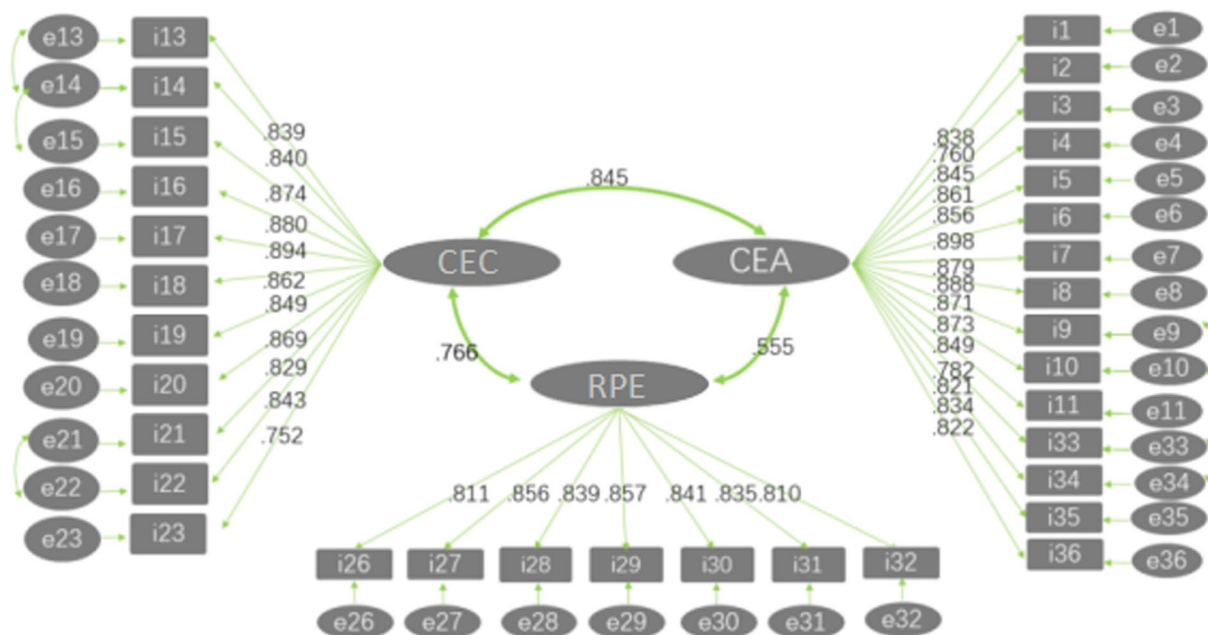 e13 i13
e14 i14
e15 i15
e16 i16
e17 i17
e18 i18
e19 i19
e20 i20
e21 i21
e22 i22
e23 i23
.839
.840
.874
.880
.894
.862
.849
.869
.829
.843
.752
CEC
.845
CEA
.766
.555
RPE
.811 .856 .839 .857 .841 .835 .810
i26 i27 i28 i29 i30 i31 i32
e26 e27 e28 e29 e30 e31 e32
.838
.760
.845
.861
.856
.898
.879
.888
.871
.873
.849
.782
.821
.834
.822
i1 e1
i2 e2
i3 e3
i4 e4
i5 e5
i6 e6
i7 e7
i8 e8
i9 e9
i10 e10
i11 e11
i33 e33
i34 e34
i35 e35
i36 e36